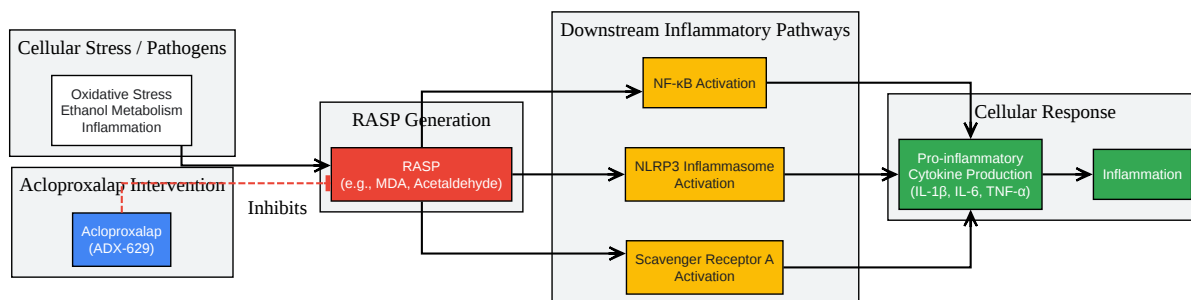 Cellular Stress / Pathogens
Oxidative Stress
Ethanol Metabolism
Inflammation
Acloproxalap Intervention
Acloproxalap
(ADX-629)
Inhibits
RASP Generation
RASP
(e.g., MDA, Acetaldehyde)
Downstream Inflammatory Pathways
NF-κB Activation
NLRP3 Inflammasome
Activation
Scavenger Receptor A
Activation
Cellular Response
Pro-inflammatory
Cytokine Production
(IL-1β, IL-6, TNF-α)
Inflammation